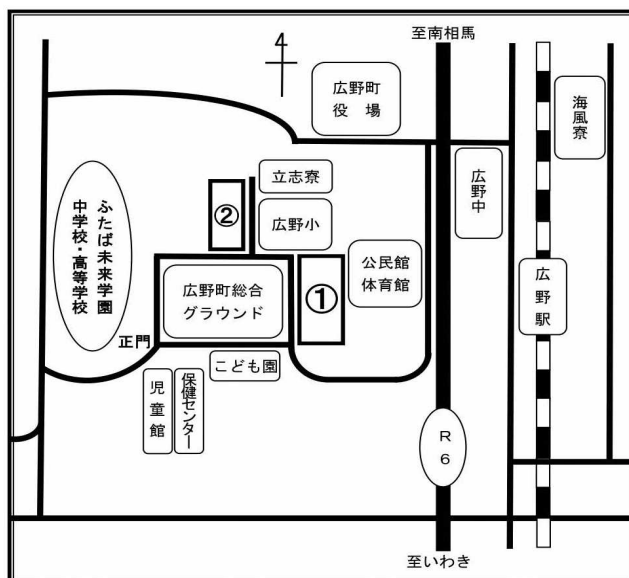 至南相馬
4
広野町
役場
海風寮
立志寮
広野中
②
広野小
ふたば未来学園
中学校・高等学校
公民館
体育館
広野町総合
グラウンド
①
広野駅
正門
こども園
児童館
保健センター
R6
至いわき